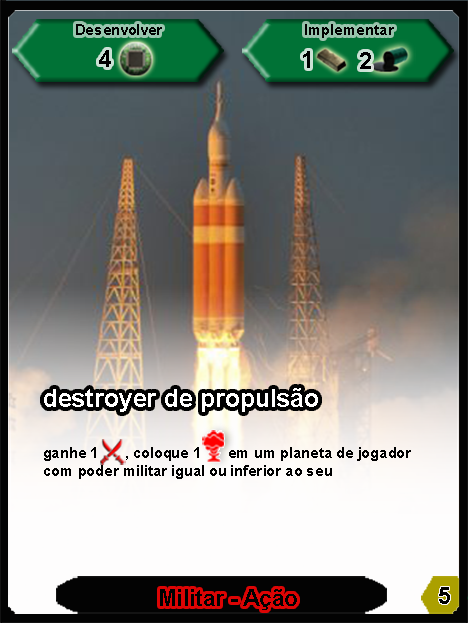 Desenvolver
4
Implementar
1 2
destroyer de propulsão
ganhe 1 , coloque 1 em um planeta de jogador
com poder militar igual ou inferior ao seu
Militar - Ação
5